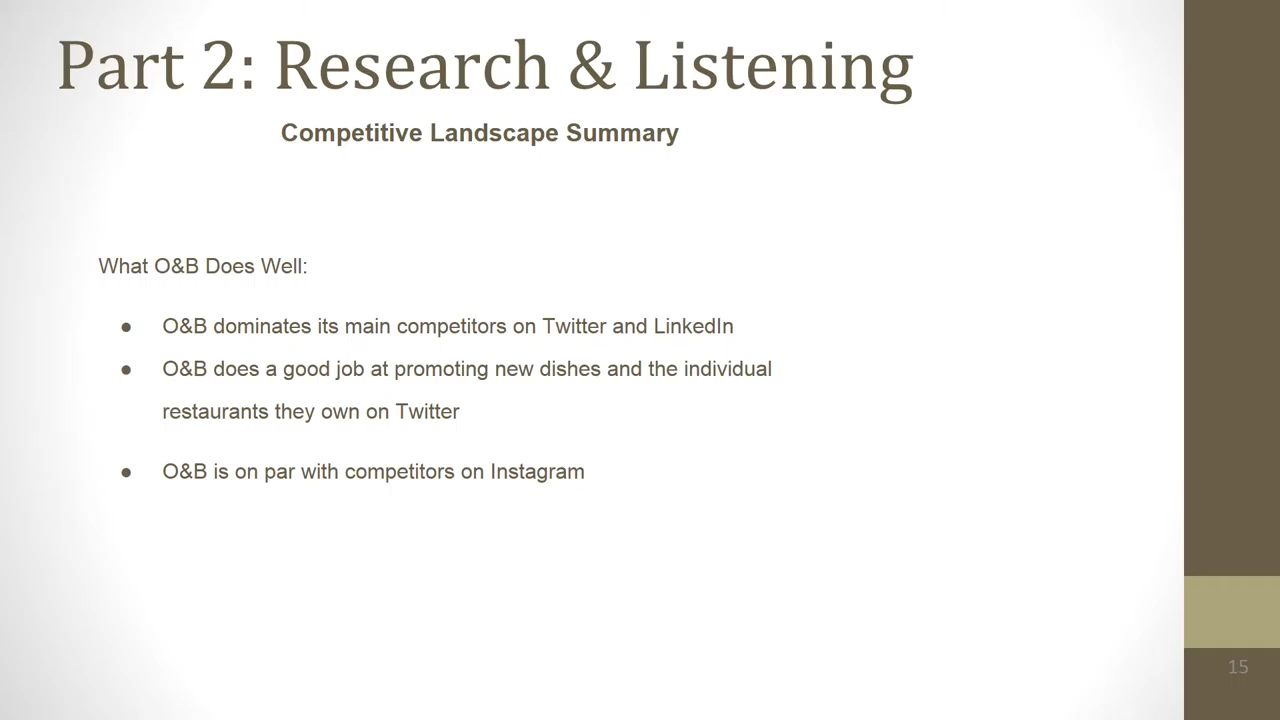 Part 2: Research & Listening
Competitive Landscape Summary
What O&B Does Well:
● O&B dominates its main competitors on Twitter and LinkedIn
● O&B does a good job at promoting new dishes and the individual
restaurants they own on Twitter
● O&B is on par with competitors on Instagram
15